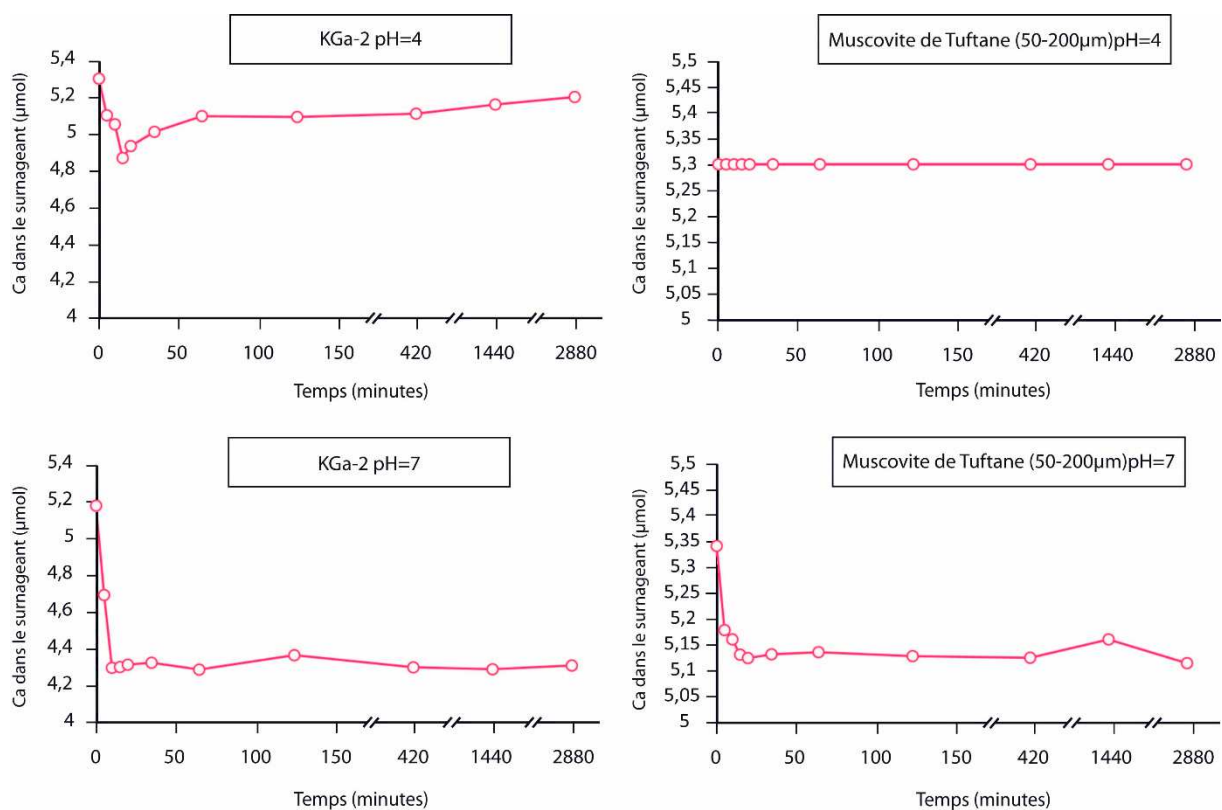 KGa-2 pH=4
Ca dans le surnageant (µmol)
5,4
5,2
5
4,8
4,6
4,4
4,2
4
0 50 100 150 420 1440 2880
Temps (minutes)
Muscovite de Tuftane (50-200µm)pH=4
Ca dans le surnageant (µmol)
5,5
5,45
5,4
5,35
5,3
5,25
5,2
5,15
5,1
5,05
5
0 50 100 150 420 1440 2880
Temps (minutes)
KGa-2 pH=7
Ca dans le surnageant (µmol)
5,4
5,2
5
4,8
4,6
4,4
4,2
4
0 50 100 150 420 1440 2880
Temps (minutes)
Muscovite de Tuftane (50-200µm)pH=7
Ca dans le surnageant (µmol)
5,5
5,45
5,4
5,35
5,3
5,25
5,2
5,15
5,1
5,05
5
0 50 100 150 420 1440 2880
Temps (minutes)